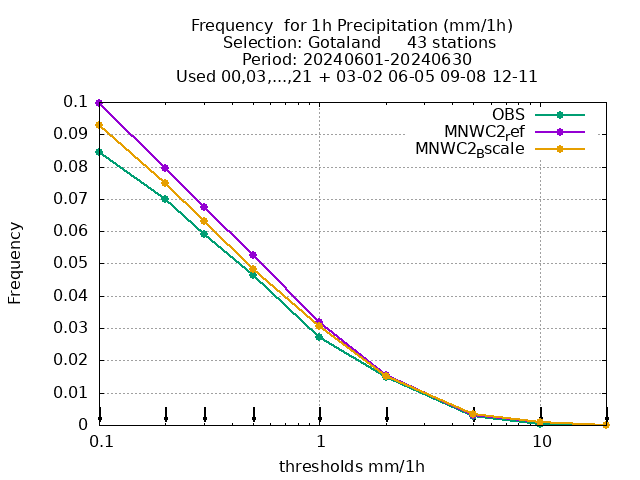 Frequency  for 1h Precipitation (mm/1h)
Selection: Gotaland     43 stations
Period: 20240601-20240630
Used 00,03,...,21 + 03-02 06-05 09-08 12-11
OBS
MNWC2ref
MNWC2Bscale
0.1
0.09
0.08
0.07
0.06
0.05
0.04
0.03
0.02
0.01
0
Frequency
0.1 1 10
thresholds mm/1h